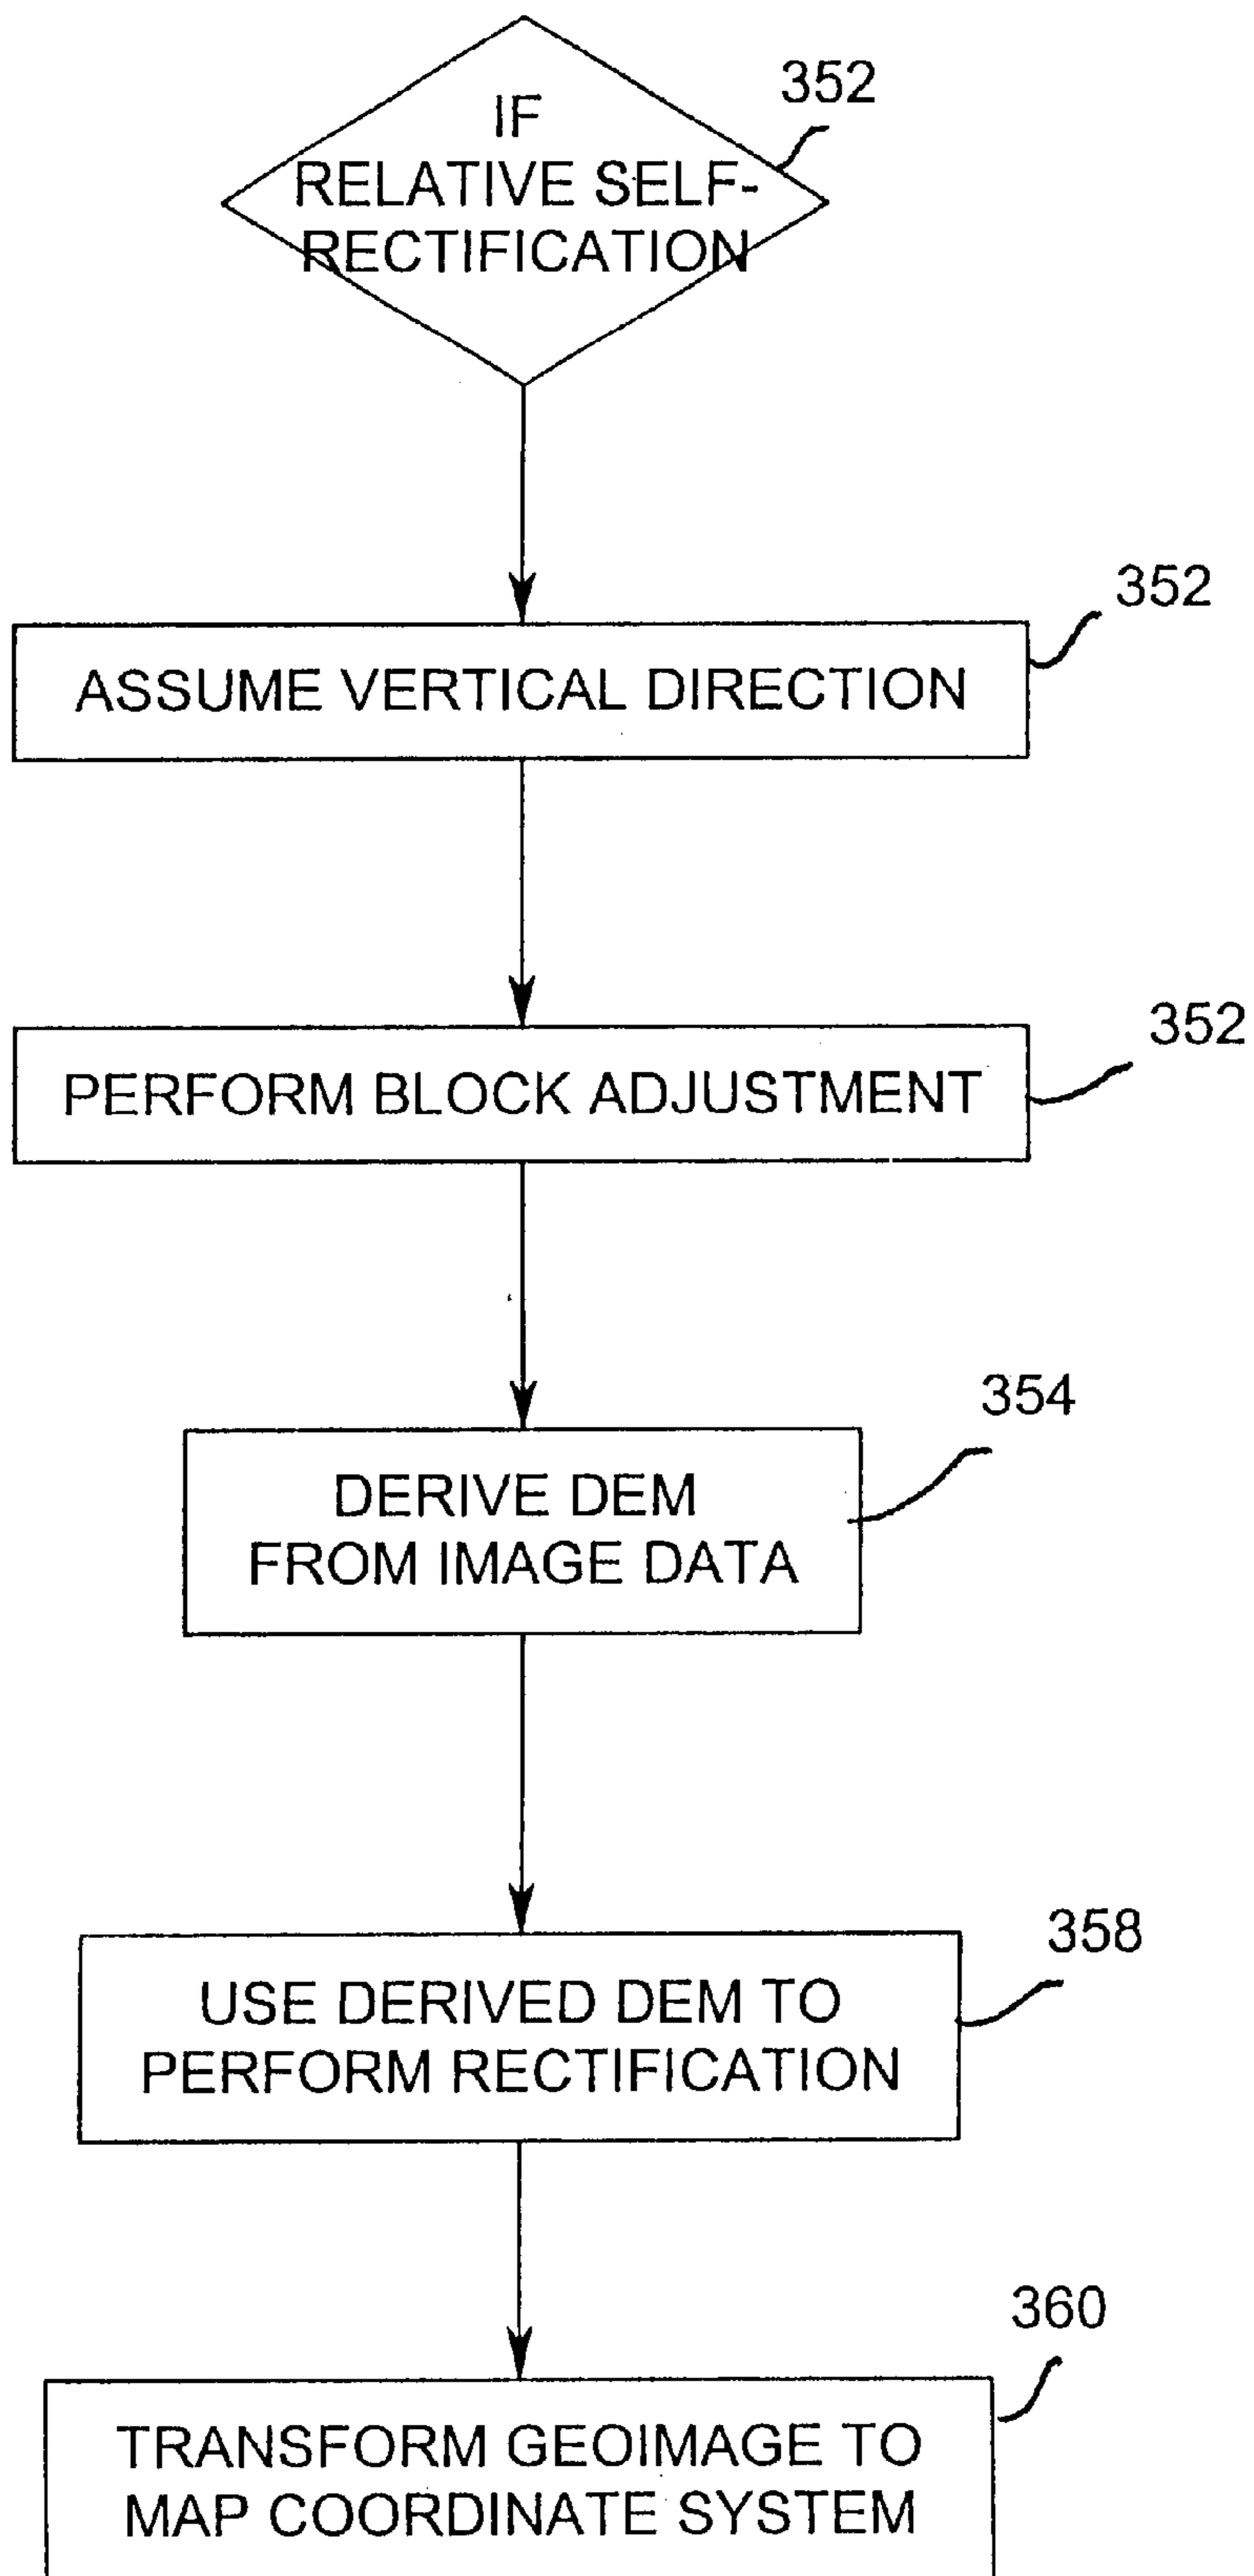 352
IF
RELATIVE SELF-
RECTIFICATION
352
ASSUME VERTICAL DIRECTION
352
PERFORM BLOCK ADJUSTMENT
354
DERIVE DEM
FROM IMAGE DATA
358
USE DERIVED DEM TO
PERFORM RECTIFICATION
360
TRANSFORM GEOIMAGE TO
MAP COORDINATE SYSTEM